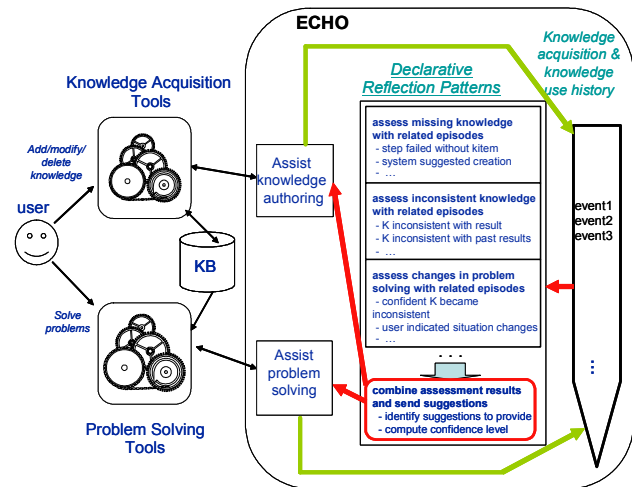 ECHO
Knowledge
acquisition &
knowledge
use history
Knowledge Acquisition
Tools
Declarative
Reflection Patterns
Add/modify/
delete
knowledge
user
KB
Solve
problems
Problem Solving
Tools
Assist
knowledge
authoring
Assist
problem
solving
assess missing knowledge
with related episodes
- step failed without kitem
- system suggested creation
- ...
assess inconsistent knowledge
with related episodes
- K inconsistent with result
- K inconsistent with past results
- ...
assess changes in problem
solving with related episodes
- confident K became
inconsistent
- user indicated situation changes
- ...
...
combine assessment results
and send suggestions
- identify suggestions to provide
- compute confidence level
event1
event2
event3
...